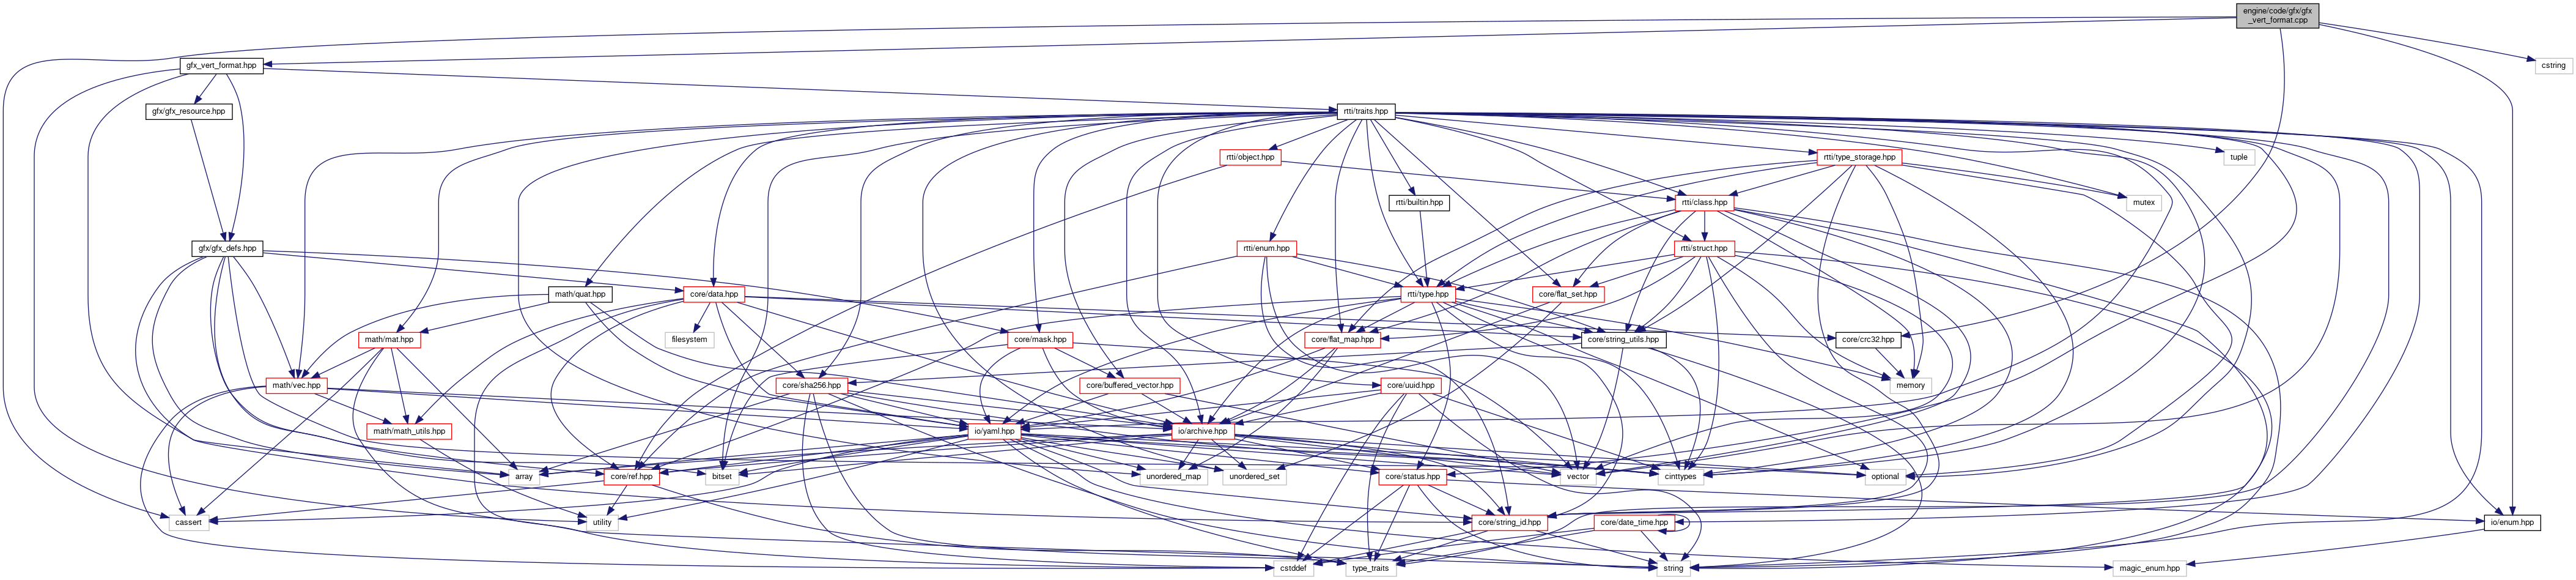 engine/code/gfx/gfx
_vert_format.cpp
gfx_vert_format.hpp
cstring
gfx/gfx_resource.hpp
rtti/traits.hpp
rtti/object.hpp
rtti/type_storage.hpp
tuple
rtti/builtin.hpp
rtti/class.hpp
mutex
gfx/gfx_defs.hpp
rtti/enum.hpp
rtti/struct.hpp
math/quat.hpp
core/data.hpp
rtti/type.hpp
core/flat_set.hpp
math/mat.hpp
filesystem
core/mask.hpp
core/flat_map.hpp
core/string_utils.hpp
core/crc32.hpp
math/vec.hpp
core/sha256.hpp
core/buffered_vector.hpp
core/uuid.hpp
memory
math/math_utils.hpp
io/yaml.hpp
io/archive.hpp
array
core/ref.hpp
bitset
unordered_map
unordered_set
core/status.hpp
vector
cinttypes
optional
cassert
utility
core/string_id.hpp
core/date_time.hpp
io/enum.hpp
cstddef
type_traits
string
magic_enum.hpp